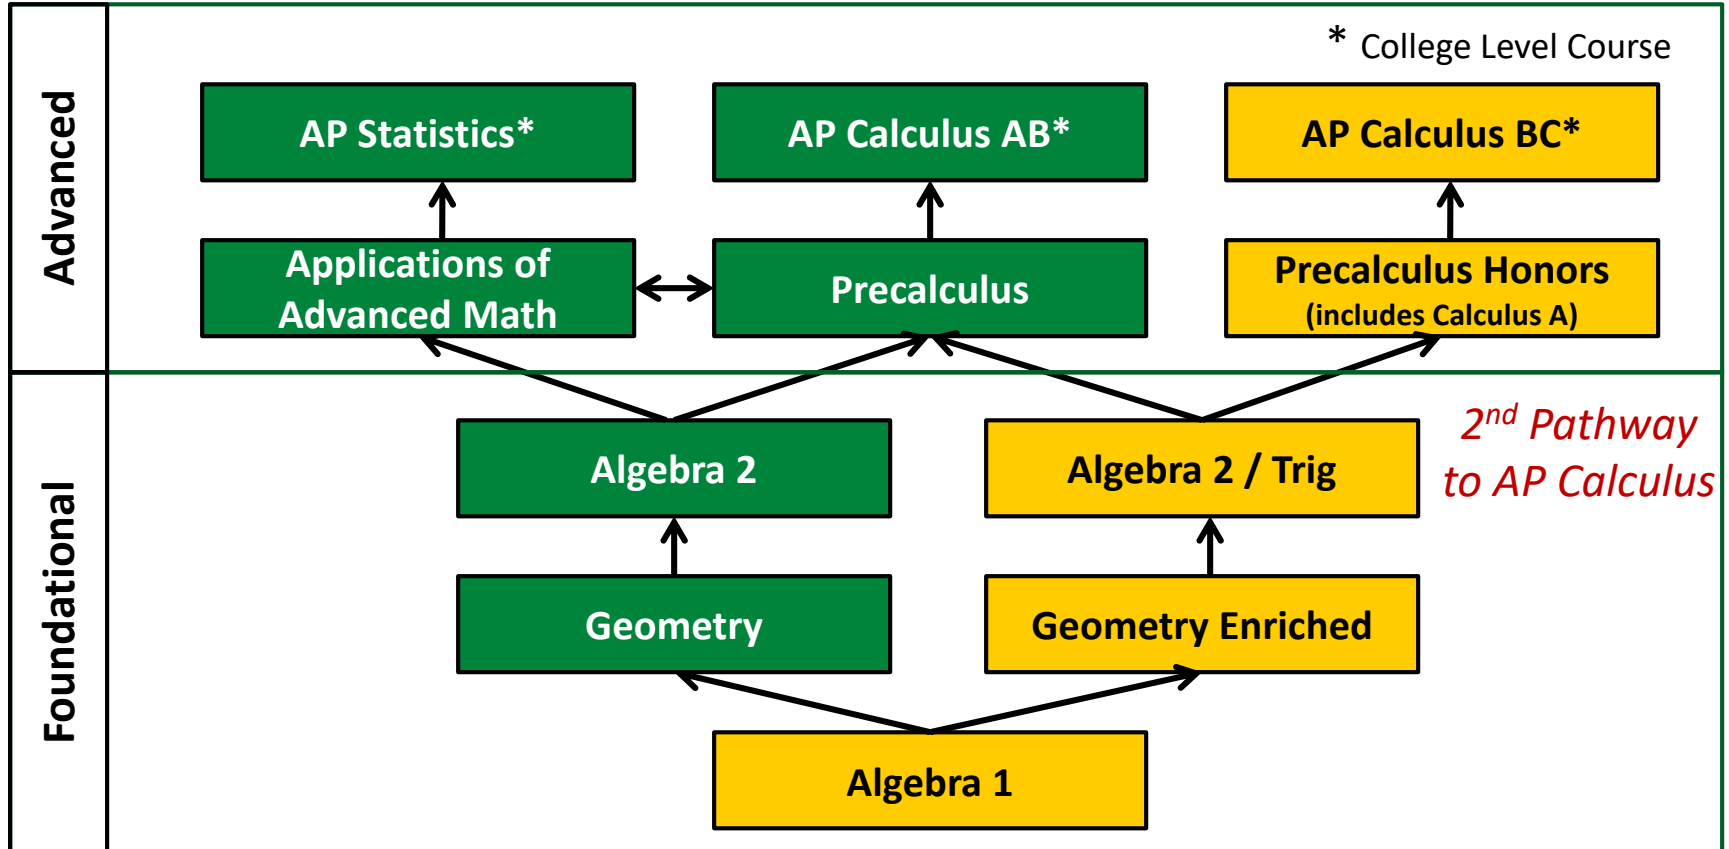 Advanced
* College Level Course
AP Statistics*
AP Calculus AB*
AP Calculus BC*
Applications of
Advanced Math
Precalculus
Precalculus Honors
(includes Calculus A)
Foundational
Algebra 2
Algebra 2 / Trig
2nd Pathway
to AP Calculus
Geometry
Geometry Enriched
Algebra 1